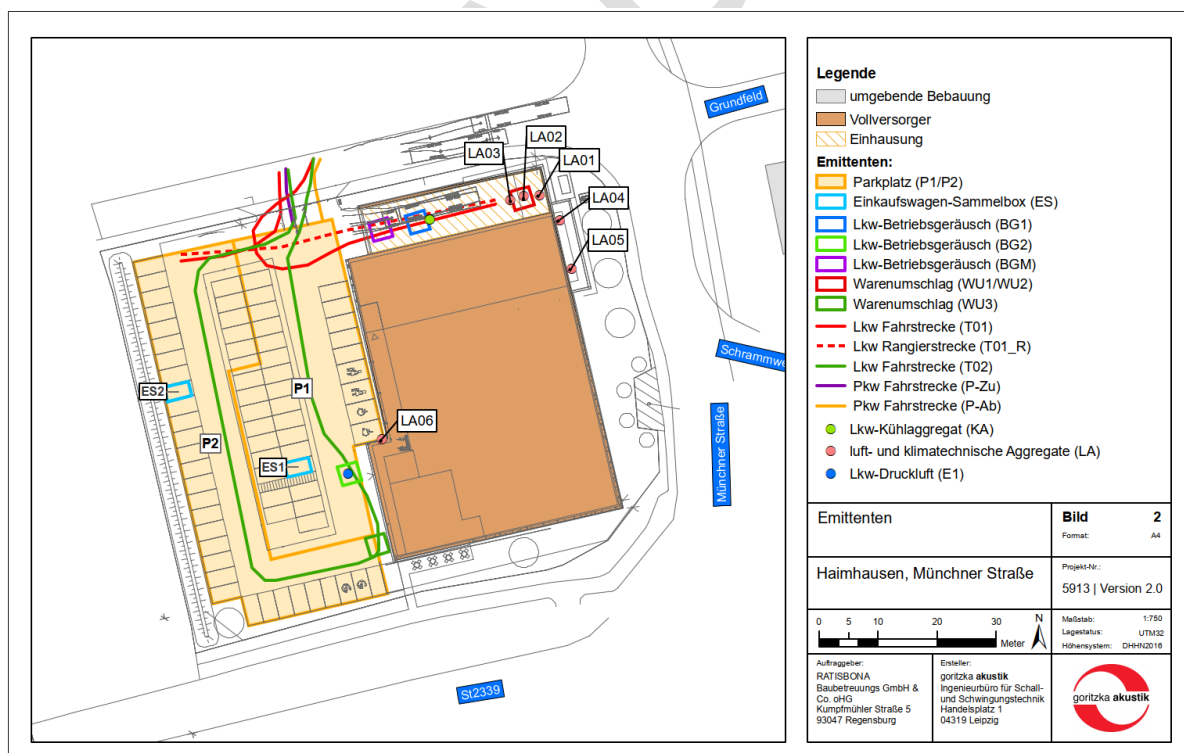 Grundfeld
LA02
LA03
LA01
LA04
LA05
Schrammwe
Münchner Straße
ES2
P1
LA06
P2
ES1
St2339
Legende
umgebende Bebauung
Vollversorger
Einhausung
Emittenten:
Parkplatz (P1/P2)
Einkaufswagen-Sammelbox (ES)
Lkw-Betriebsgeräusch (BG1)
Lkw-Betriebsgeräusch (BG2)
Lkw-Betriebsgeräusch (BGM)
Warenumschlag (WU1/WU2)
Warenumschlag (WU3)
Lkw Fahrstrecke (T01)
Lkw Rangierstrecke (T01_R)
Lkw Fahrstrecke (T02)
Pkw Fahrstrecke (P-Zu)
Pkw Fahrstrecke (P-Ab)
Lkw-Kühlaggregat (KA)
luft- und klimatechnische Aggregate (LA)
Lkw-Druckluft (E1)
Emittenten
Bild 2
Format: A4
Haimhausen, Münchner Straße
Projekt-Nr.:
5913 | Version 2.0
0 5 10 20 30
Meter
N
Maßstab: 1:750
Lagestatus: UTM32
Höhensystem: DHHN2016
Auftraggeber:
RATISBONA
Baubetreuungs GmbH &
Co. oHG
Kumpfmühler Straße 5
93047 Regensburg
Ersteller:
goritzka akustik
Ingenieurbüro für Schall-
und Schwingungstechnik
Handelsplatz 1
04319 Leipzig
goritzka akustik